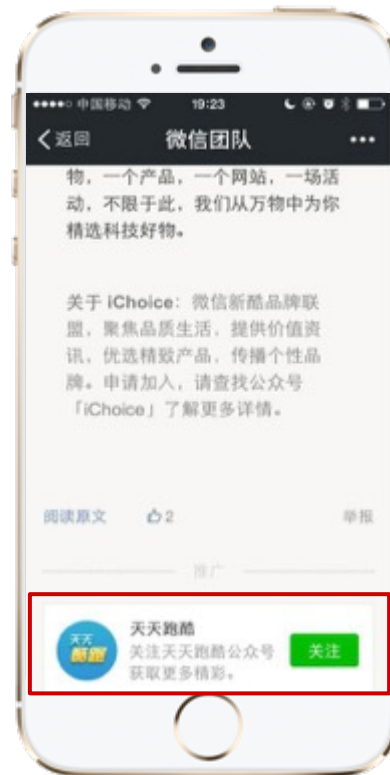 中国移动 19:23
返回 微信团队
物，一个产品，一个网站，一场活
动，不限于此，我们从万物中为你
精选科技好物。
关于 iChoice：微信新酷品牌联
盟，聚焦品质生活，提供价值资
讯，优选精致产品，传播个性品
牌。申请加入，请查找公众号
「iChoice」了解更多详情。
阅读原文 2 举报
推广
天天酷跑
天天跑酷
关注天天跑酷公众号
获取更多精彩。
关注